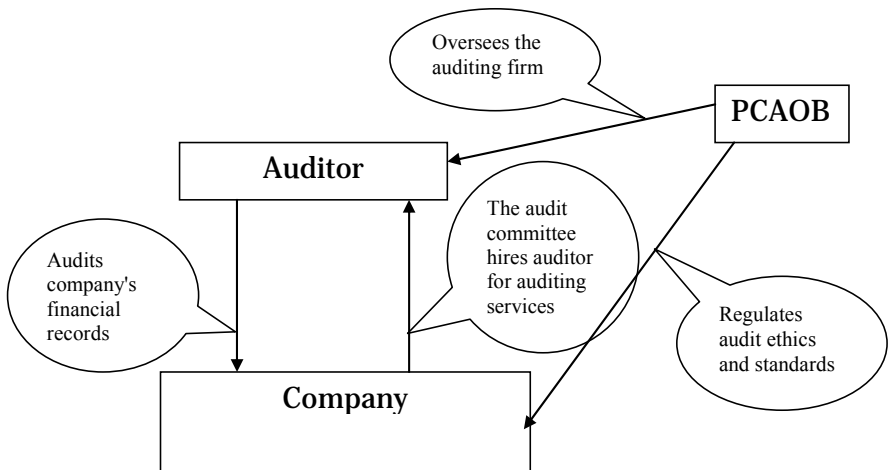 Oversees the
auditing firm
PCAOB
Auditor
The audit
committee
hires auditor
for auditing
services
Audits
company's
financial
records
Regulates
audit ethics
and standards
Company